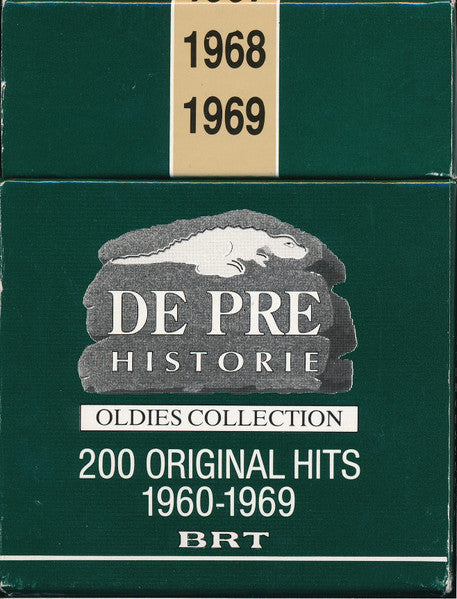 1968
1969
DE PRE
HISTORIE
OLDIES COLLECTION
200 ORIGINAL HITS
1960-1969
BRT